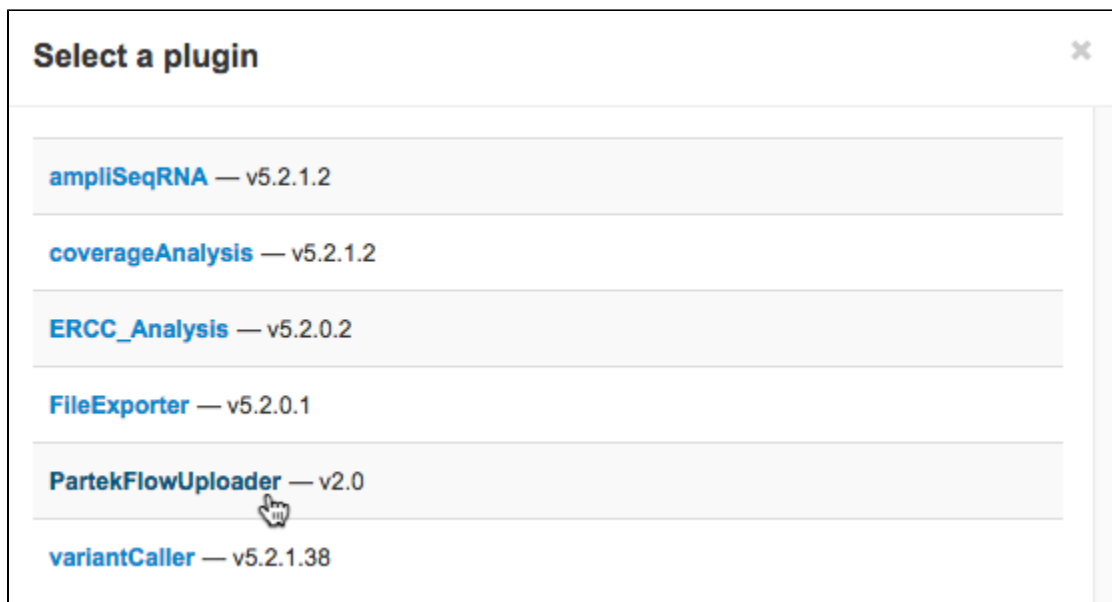 Select a plugin
ampliSeqRNA — v5.2.1.2
coverageAnalysis — v5.2.1.2
ERCC_Analysis — v5.2.0.2
FileExporter — v5.2.0.1
PartekFlowUploader — v2.0
variantCaller — v5.2.1.38